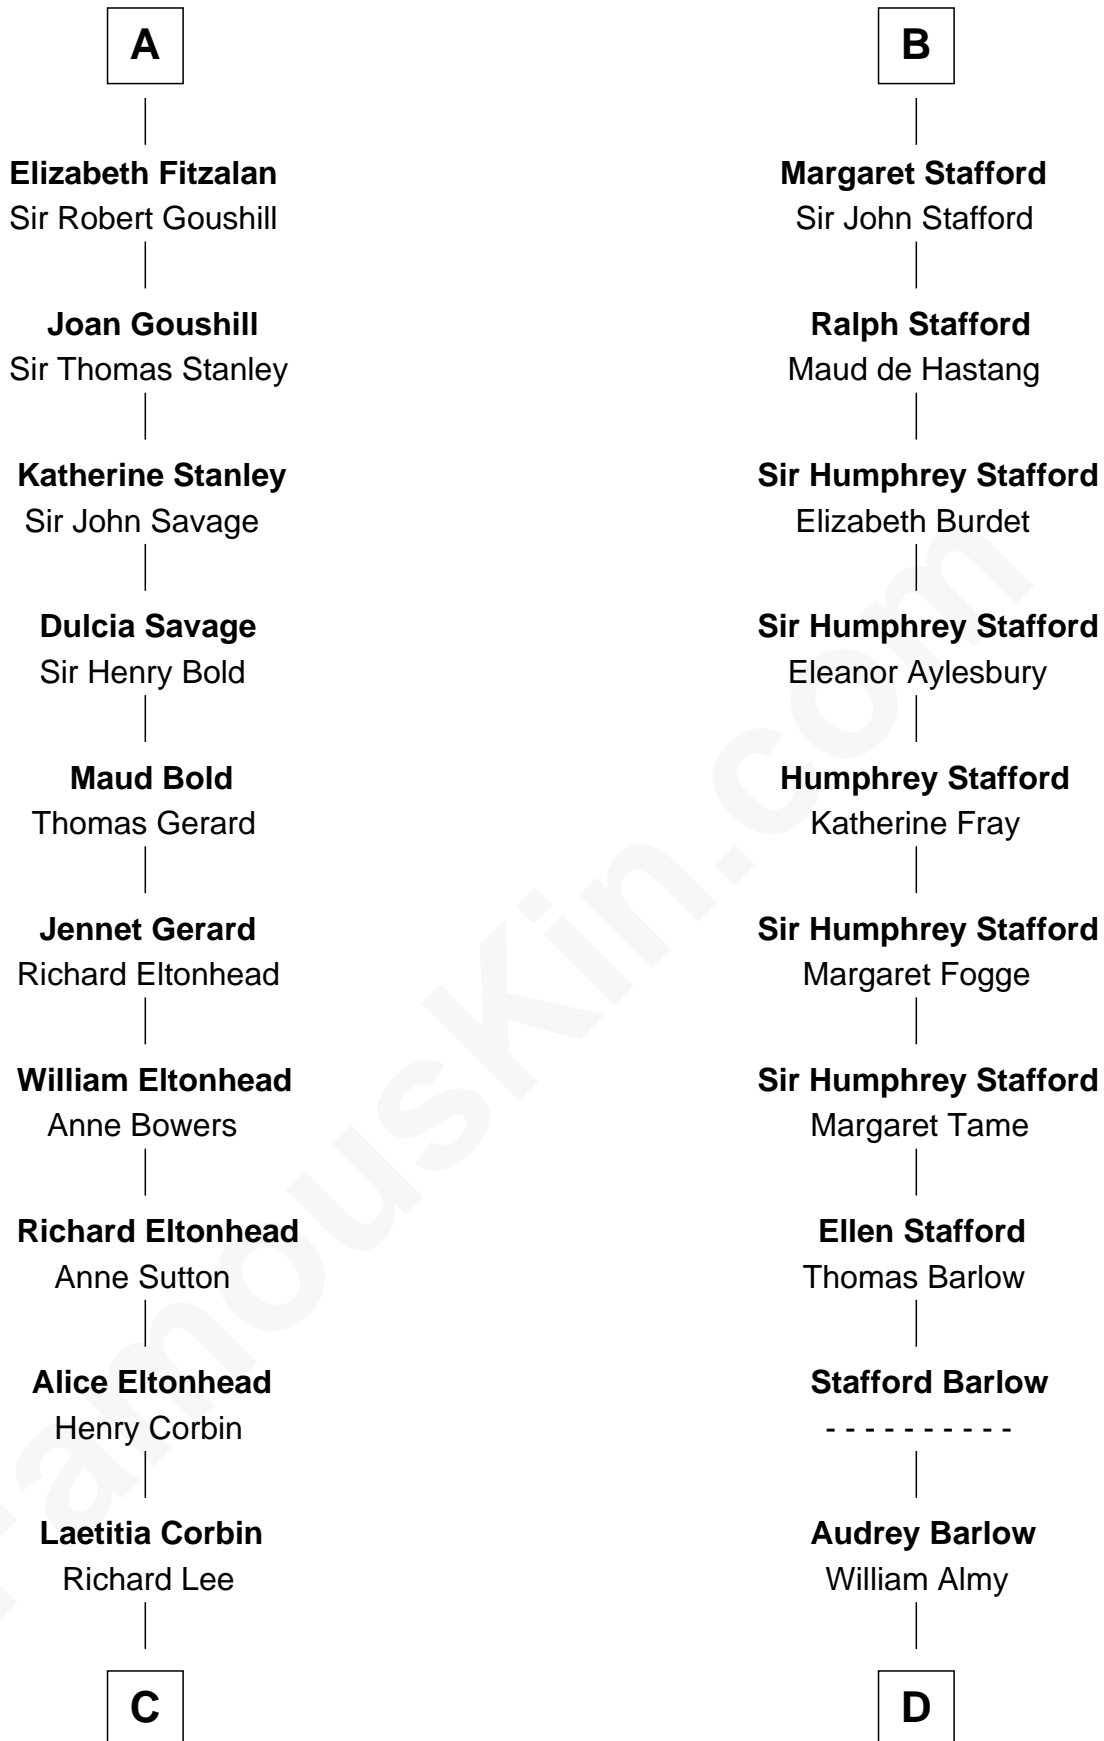 A
Elizabeth Fitzalan
Sir Robert Goushill
Joan Goushill
Sir Thomas Stanley
Katherine Stanley
Sir John Savage
Dulcia Savage
Sir Henry Bold
Maud Bold
Thomas Gerard
Jennet Gerard
Richard Eltonhead
William Eltonhead
Anne Bowers
Richard Eltonhead
Anne Sutton
Alice Eltonhead
Henry Corbin
Laetitia Corbin
Richard Lee
C
B
Margaret Stafford
Sir John Stafford
Ralph Stafford
Maud de Hastang
Sir Humphrey Stafford
Elizabeth Burdet
Sir Humphrey Stafford
Eleanor Aylesbury
Humphrey Stafford
Katherine Fray
Sir Humphrey Stafford
Margaret Fogge
Sir Humphrey Stafford
Margaret Tame
Ellen Stafford
Thomas Barlow
Stafford Barlow
- - - - - - - - - -
Audrey Barlow
William Almy
D
FamousKin.com